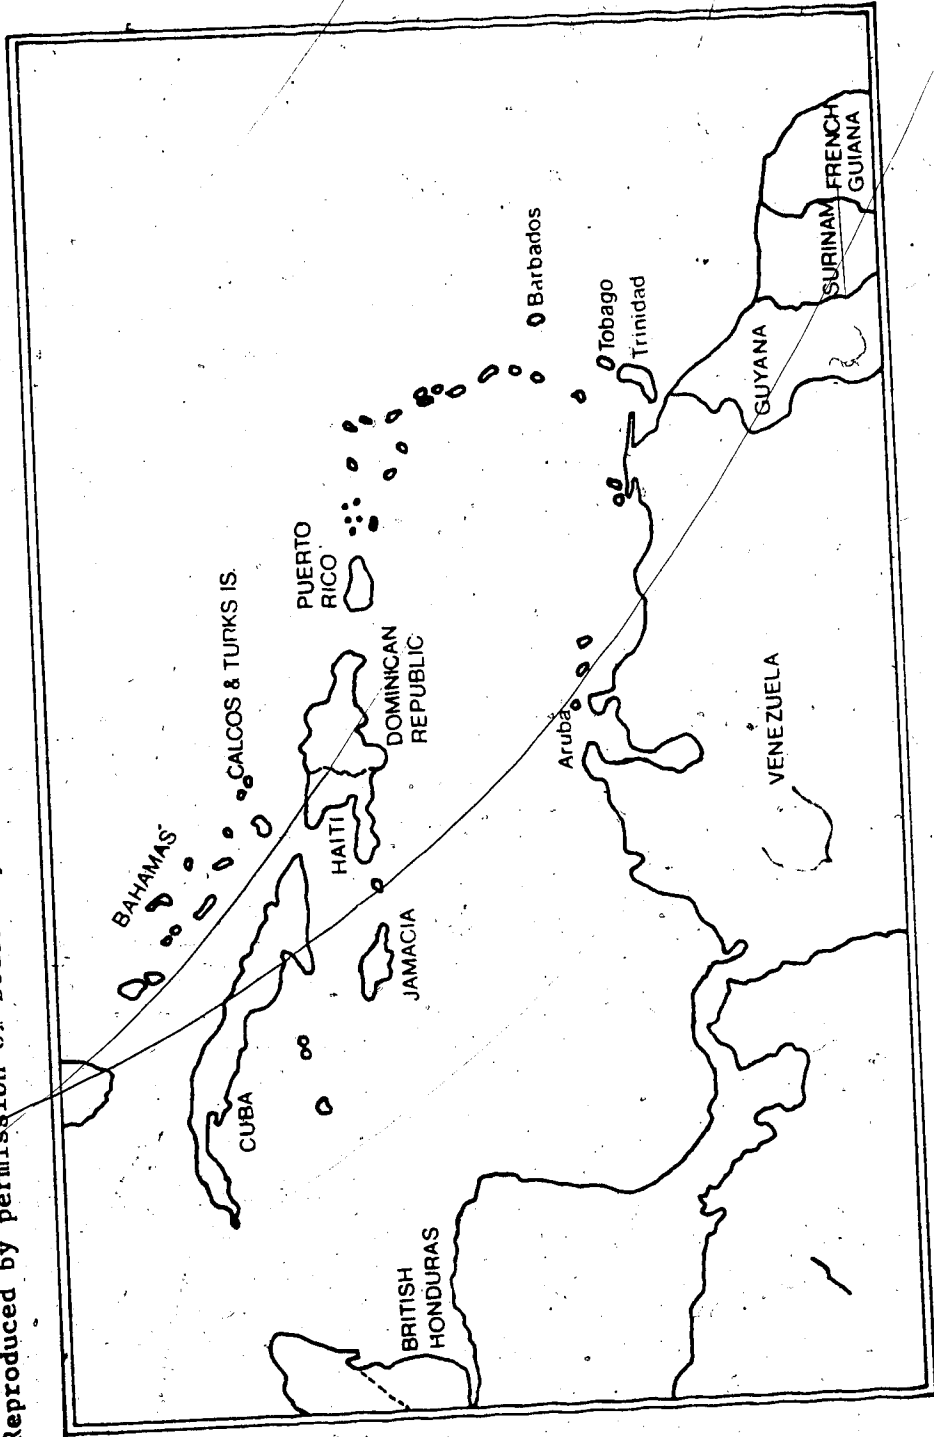 Reproduced by permission of
BAHAMAS
CALCOS & TURKS IS.
CUBA
HAITI
DOMINICAN
REPUBLIC
PUERTO
RICO
JAMACIA
BRITISH
HONDURAS
Barbados
Tobago
Trinidad
Aruba
VENEZUELA
GUYANA
SURINAM
FRENCH
GUIANA